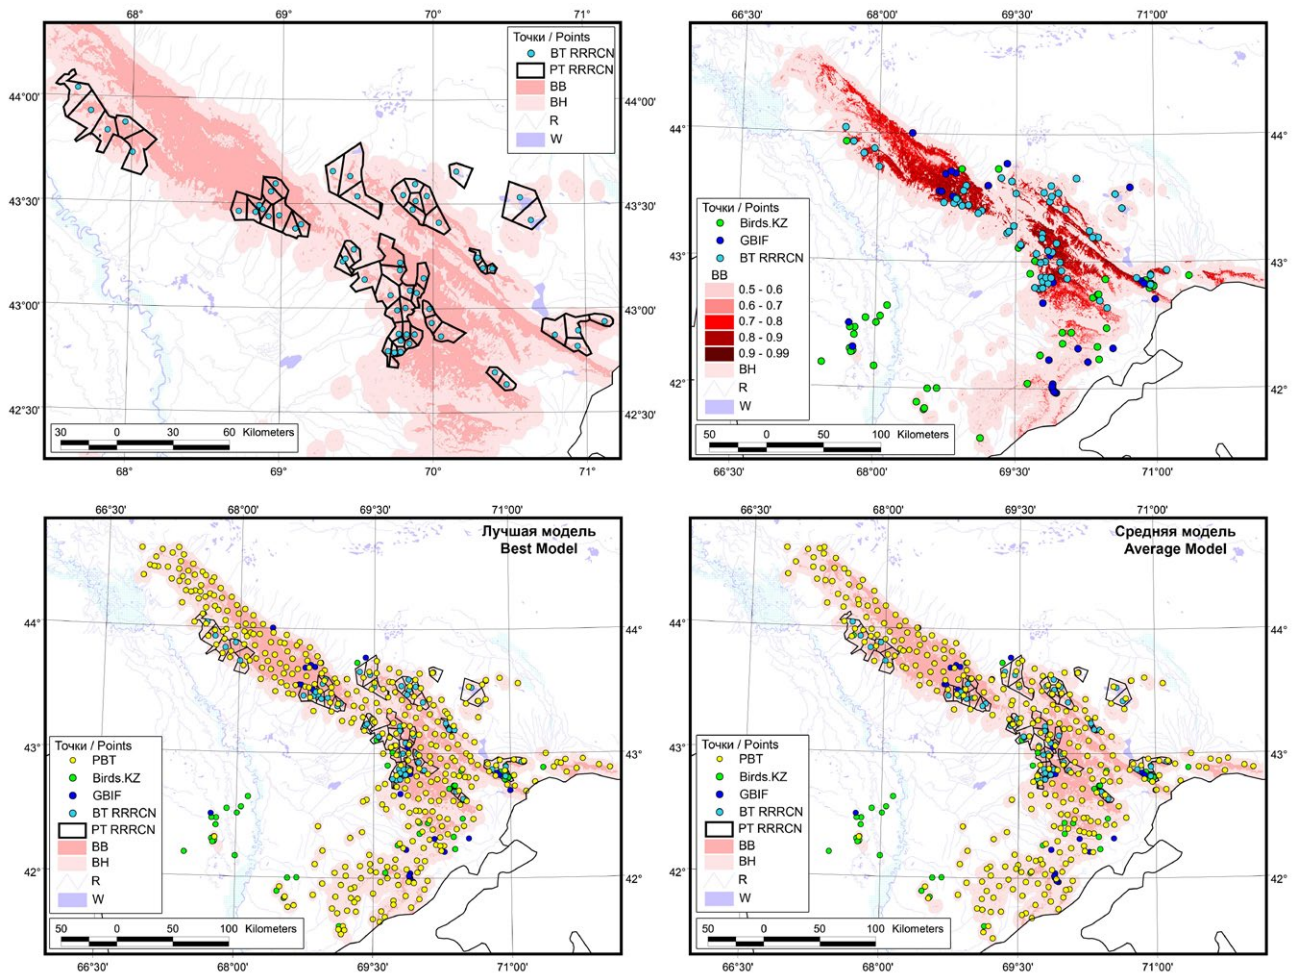 68° 69° 70° 71°
Точки / Points
BT RRRCN
PT RRRCN
BB
BH
R
W
44°00' 44°00'
43°30' 43°30'
43°00' 43°00'
42°30' 42°30'
30 0 30 60 Kilometers
68° 69° 70° 71°
66°30' 68°00' 69°30' 71°00'
44° 44°
43° 43°
42° 42°
Точки / Points
Birds.KZ
GBIF
BT RRRCN
BB
0.5 - 0.6
0.6 - 0.7
0.7 - 0.8
0.8 - 0.9
0.9 - 0.99
BH
R
W
50 0 50 100 Kilometers
66°30' 68°00' 69°30' 71°00'
66°30' 68°00' 69°30' 71°00'
Лучшая модель
Best Model
44° 44°
43° 43°
42° 42°
Точки / Points
PBT
Birds.KZ
GBIF
BT RRRCN
PT RRRCN
BB
BH
R
W
50 0 50 100 Kilometers
66°30' 68°00' 69°30' 71°00'
66°30' 68°00' 69°30' 71°00'
Средняя модель
Average Model
44° 44°
43° 43°
42° 42°
Точки / Points
PBT
Birds.KZ
GBIF
BT RRRCN
PT RRRCN
BB
BH
R
W
50 0 50 100 Kilometers
66°30' 68°00' 69°30' 71°00'